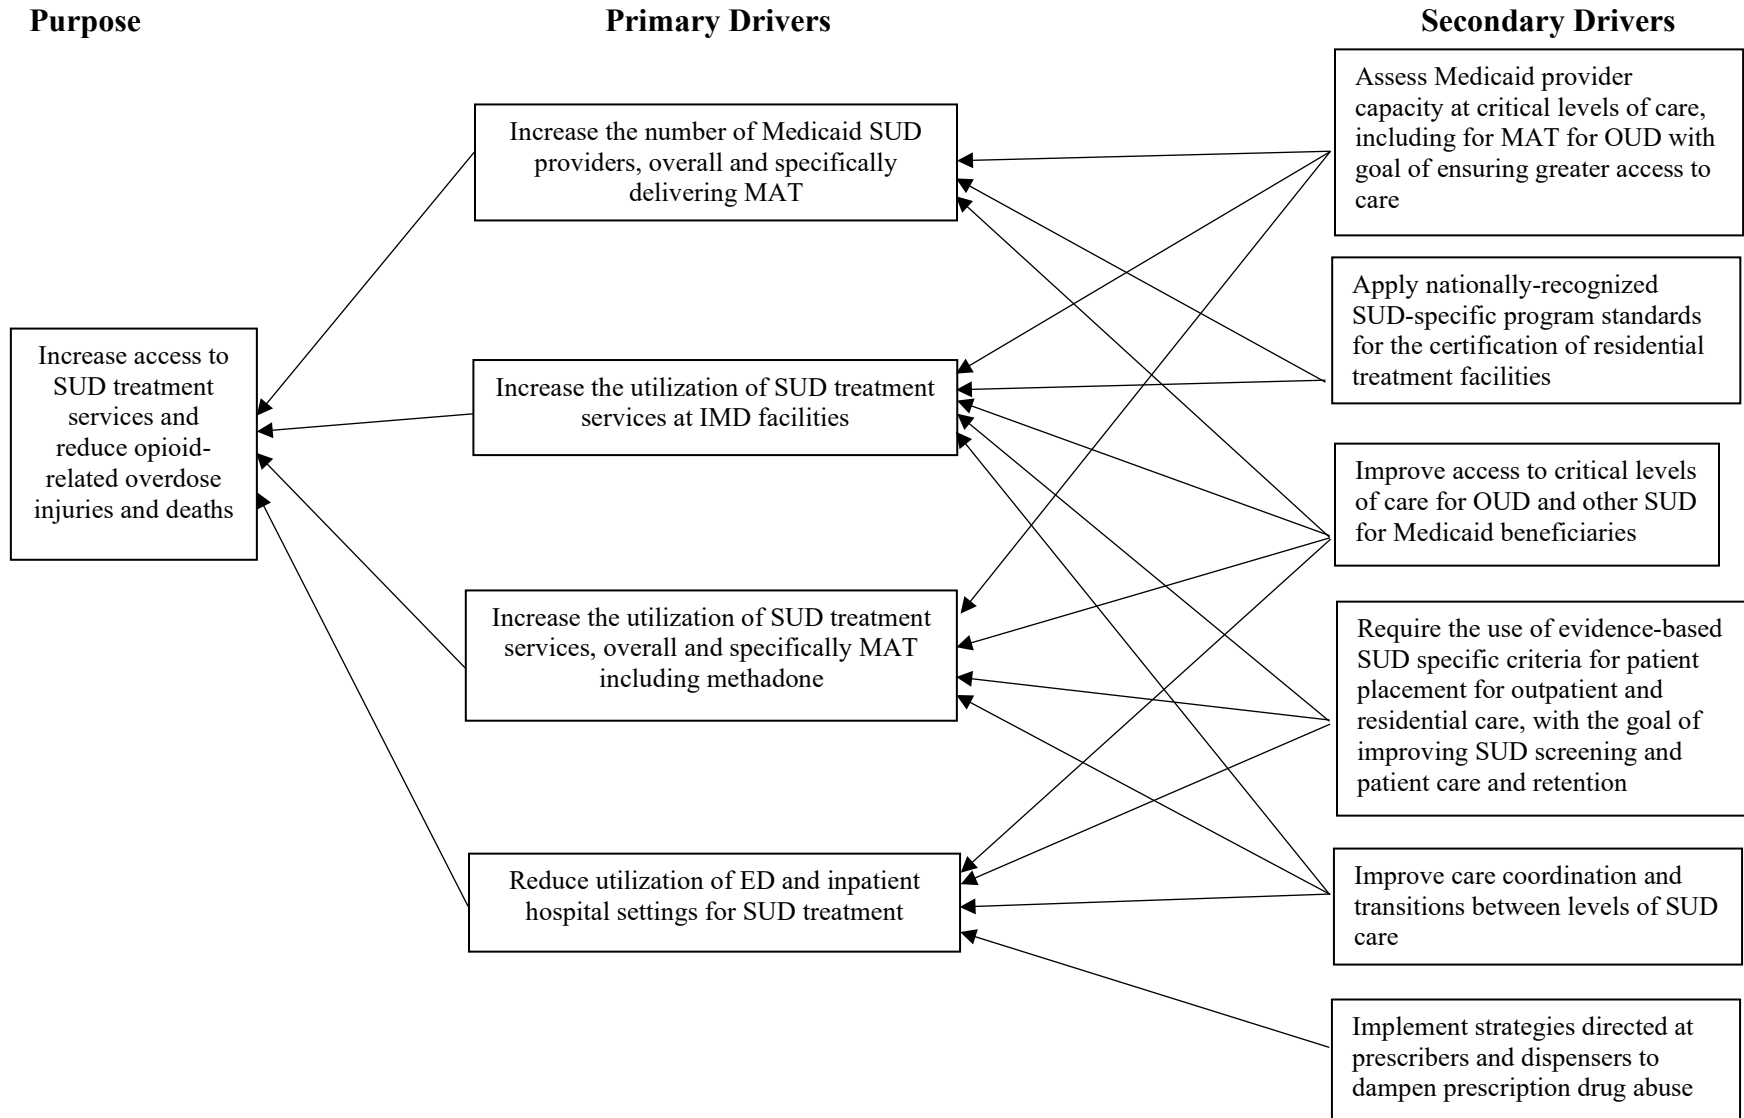 Purpose
Primary Drivers
Secondary Drivers
Increase access to
SUD treatment
services and
reduce opioid-
related overdose
injuries and deaths
Increase the number of Medicaid SUD
providers, overall and specifically
delivering MAT
Increase the utilization of SUD treatment
services at IMD facilities
Increase the utilization of SUD treatment
services, overall and specifically MAT
including methadone
Reduce utilization of ED and inpatient
hospital settings for SUD treatment
Assess Medicaid provider
capacity at critical levels of care,
including for MAT for OUD with
goal of ensuring greater access to
care
Apply nationally-recognized
SUD-specific program standards
for the certification of residential
treatment facilities
Improve access to critical levels
of care for OUD and other SUD
for Medicaid beneficiaries
Require the use of evidence-based
SUD specific criteria for patient
placement for outpatient and
residential care, with the goal of
improving SUD screening and
patient care and retention
Improve care coordination and
transitions between levels of SUD
care
Implement strategies directed at
prescribers and dispensers to
dampen prescription drug abuse